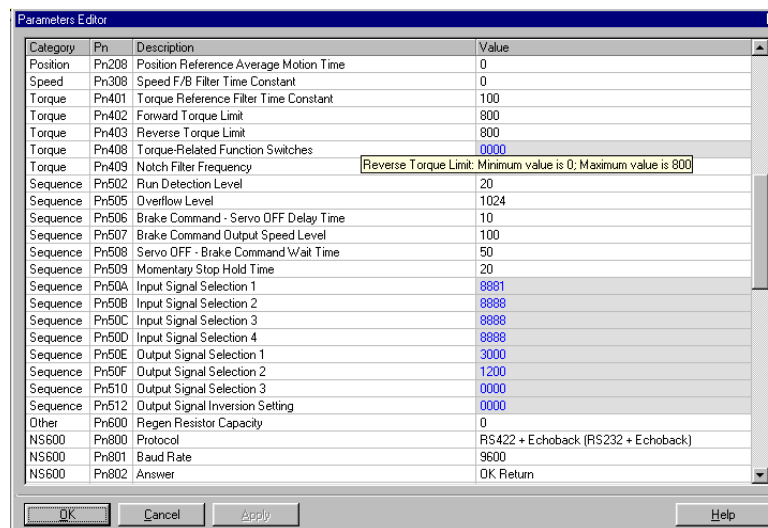 Parameters Editor
Category Pn Description Value
Position Pn208 Position Reference Average Motion Time 0
Speed Pn308 Speed F/B Filter Time Constant 0
Torque Pn401 Torque Reference Filter Time Constant 100
Torque Pn402 Forward Torque Limit 800
Torque Pn403 Reverse Torque Limit 800
Torque Pn408 Torque-Related Function Switches 0000
Torque Pn409 Notch Filter Frequency
Reverse Torque Limit: Minimum value is 0; Maximum value is 800
Sequence Pn502 Run Detection Level 20
Sequence Pn505 Overflow Level 1024
Sequence Pn506 Brake Command - Servo OFF Delay Time 10
Sequence Pn507 Brake Command Output Speed Level 100
Sequence Pn508 Servo OFF - Brake Command Wait Time 50
Sequence Pn509 Momentary Stop Hold Time 20
Sequence Pn50A Input Signal Selection 1 8881
Sequence Pn50B Input Signal Selection 2 8888
Sequence Pn50C Input Signal Selection 3 8888
Sequence Pn50D Input Signal Selection 4 8888
Sequence Pn50E Output Signal Selection 1 3000
Sequence Pn50F Output Signal Selection 2 1200
Sequence Pn510 Output Signal Selection 3 0000
Sequence Pn512 Output Signal Inversion Setting 0000
Other Pn600 Regen Resistor Capacity 0
NS600 Pn800 Protocol RS422 + Echoback (RS232 + Echoback)
NS600 Pn801 Baud Rate 9600
NS600 Pn802 Answer OK Return
OK Cancel Apply Help